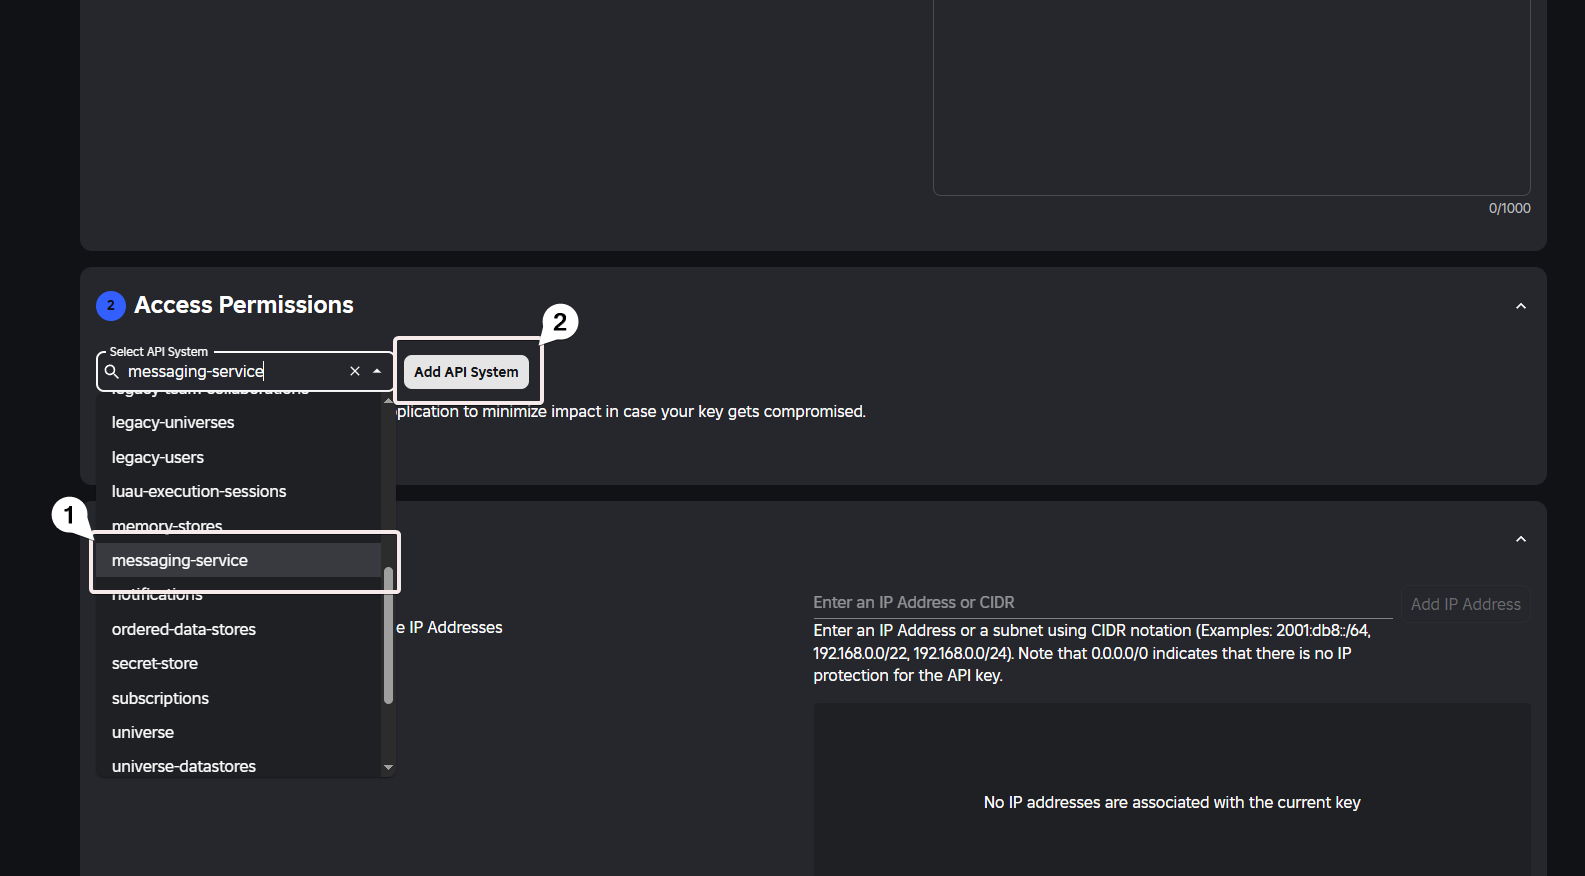 0/1000
2 Access Permissions
2
Select API System
messaging-service
Add API System
plication to minimize impact in case your key gets compromised.
legacy-team-collaborations
legacy-universes
legacy-users
luau-execution-sessions
1
memory-stores
messaging-service
notifications
ordered-data-stores
secret-store
subscriptions
universe
universe-datastores
e IP Addresses
Enter an IP Address or CIDR
Add IP Address
Enter an IP Address or a subnet using CIDR notation (Examples: 2001:db8::/64,
192.168.0.0/22, 192.168.0.0/24). Note that 0.0.0.0/0 indicates that there is no IP
protection for the API key.
No IP addresses are associated with the current key